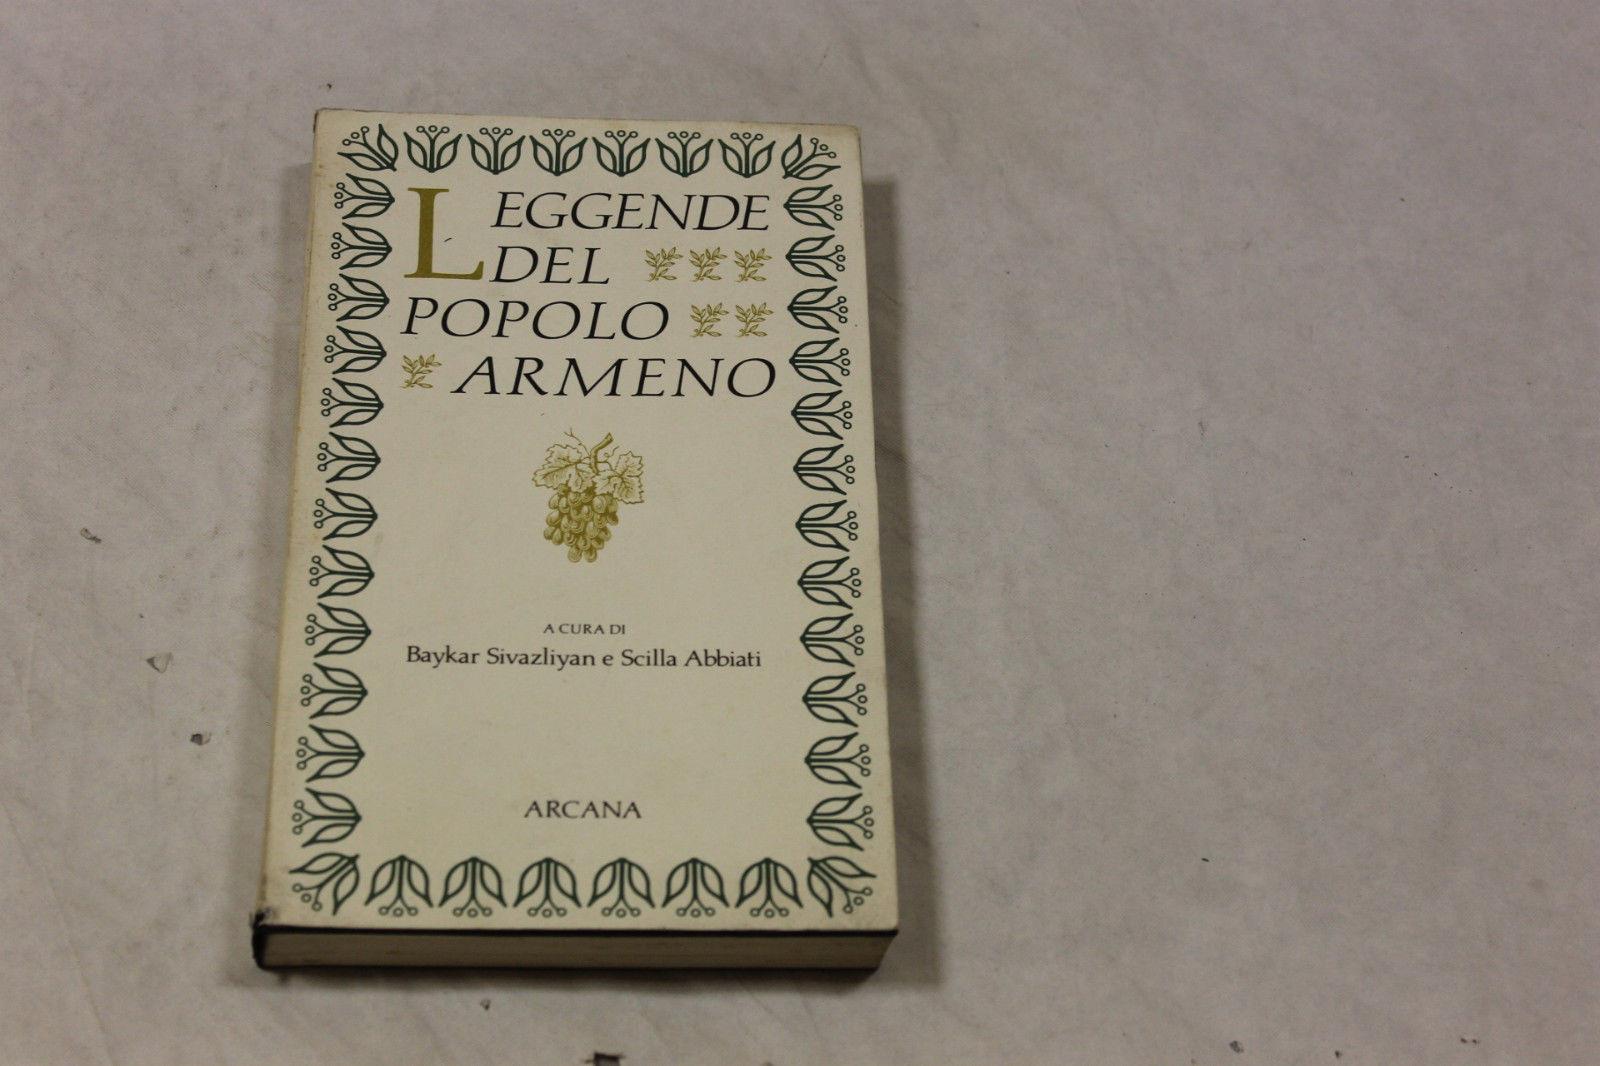 LEGGENDE
DEL
POPOLO
ARMENO
A CURA DI
Baykar Sivazliyan e Scilla Abbiati
ARCANA